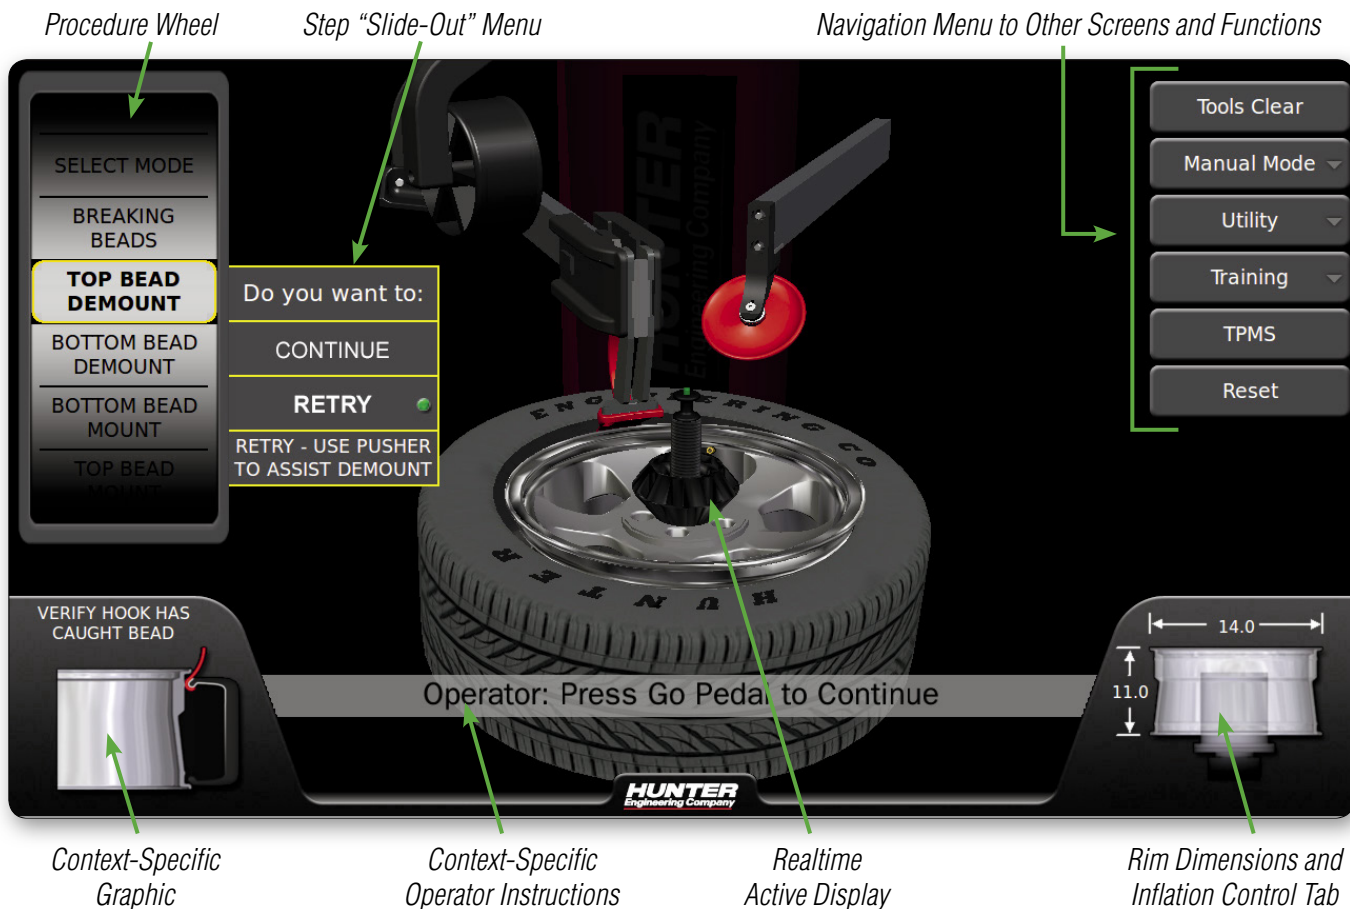 Procedure Wheel
Step “Slide-Out” Menu
Navigation Menu to Other Screens and Functions
SELECT MODE
BREAKING
BEADS
TOP BEAD
DEMOUNT
BOTTOM BEAD
DEMOUNT
BOTTOM BEAD
MOUNT
TOP BEAD
MOUNT
Do you want to:
CONTINUE
RETRY
RETRY - USE PUSHER
TO ASSIST DEMOUNT
HUNTER
Engineering Company
ENGINEERING CO
HUNTER
Tools Clear
Manual Mode
Utility
Training
TPMS
Reset
VERIFY HOOK HAS
CAUGHT BEAD
Operator: Press Go Pedal to Continue
14.0
11.0
HUNTER
Engineering Company
Context-Specific
Graphic
Context-Specific
Operator Instructions
Realtime
Active Display
Rim Dimensions and
Inflation Control Tab